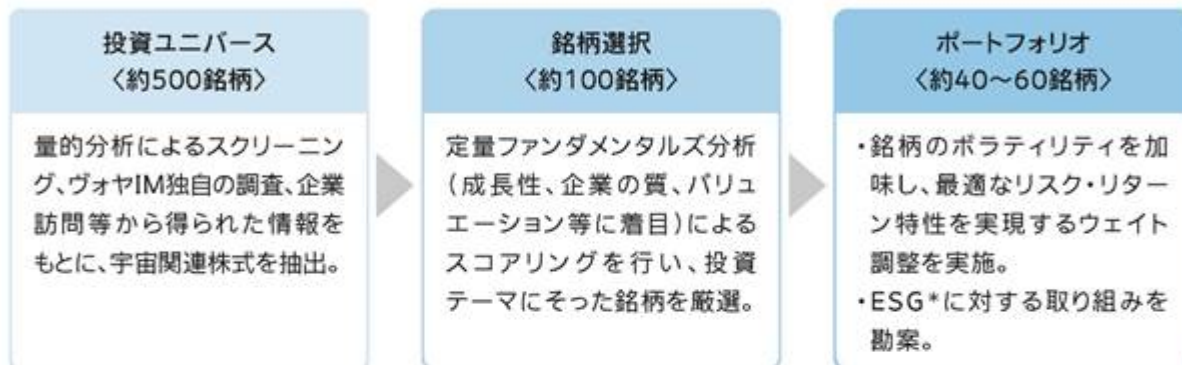 投資ユニバース
〈約500銘柄〉
量的分析によるスクリーニン
グ、ヴォヤIM独自の調査、企業
訪問等から得られた情報を
もとに、宇宙関連株式を抽出。
銘柄選択
〈約100銘柄〉
定量ファンダメンタルズ分析
(成長性、企業の質、バリュ
エーション等に着目)による
スコアリングを行い、投資
テーマにそった銘柄を厳選。
ポートフォリオ
〈約40～60銘柄〉
・銘柄のボラティリティを加
味し、最適なリスク・リター
ン特性を実現するウェイト
調整を実施。
・ESG*に対する取り組みを
勘案。